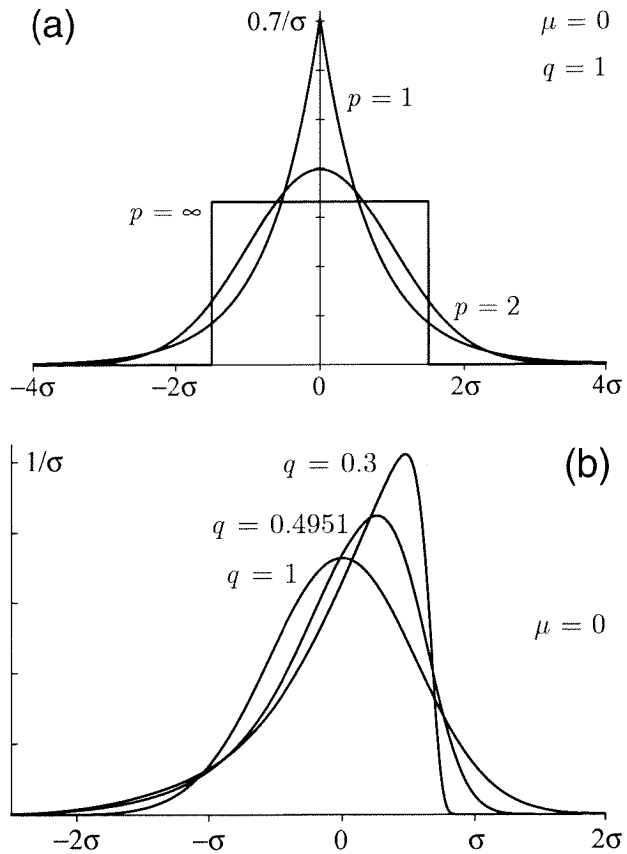 (a)
0.7/σ
μ = 0
q = 1
p = 1
p = ∞
p = 2
−4σ −2σ 0 2σ 4σ
1/σ
q = 0.3
(b)
q = 0.4951
q = 1
μ = 0
−2σ −σ 0 σ 2σ